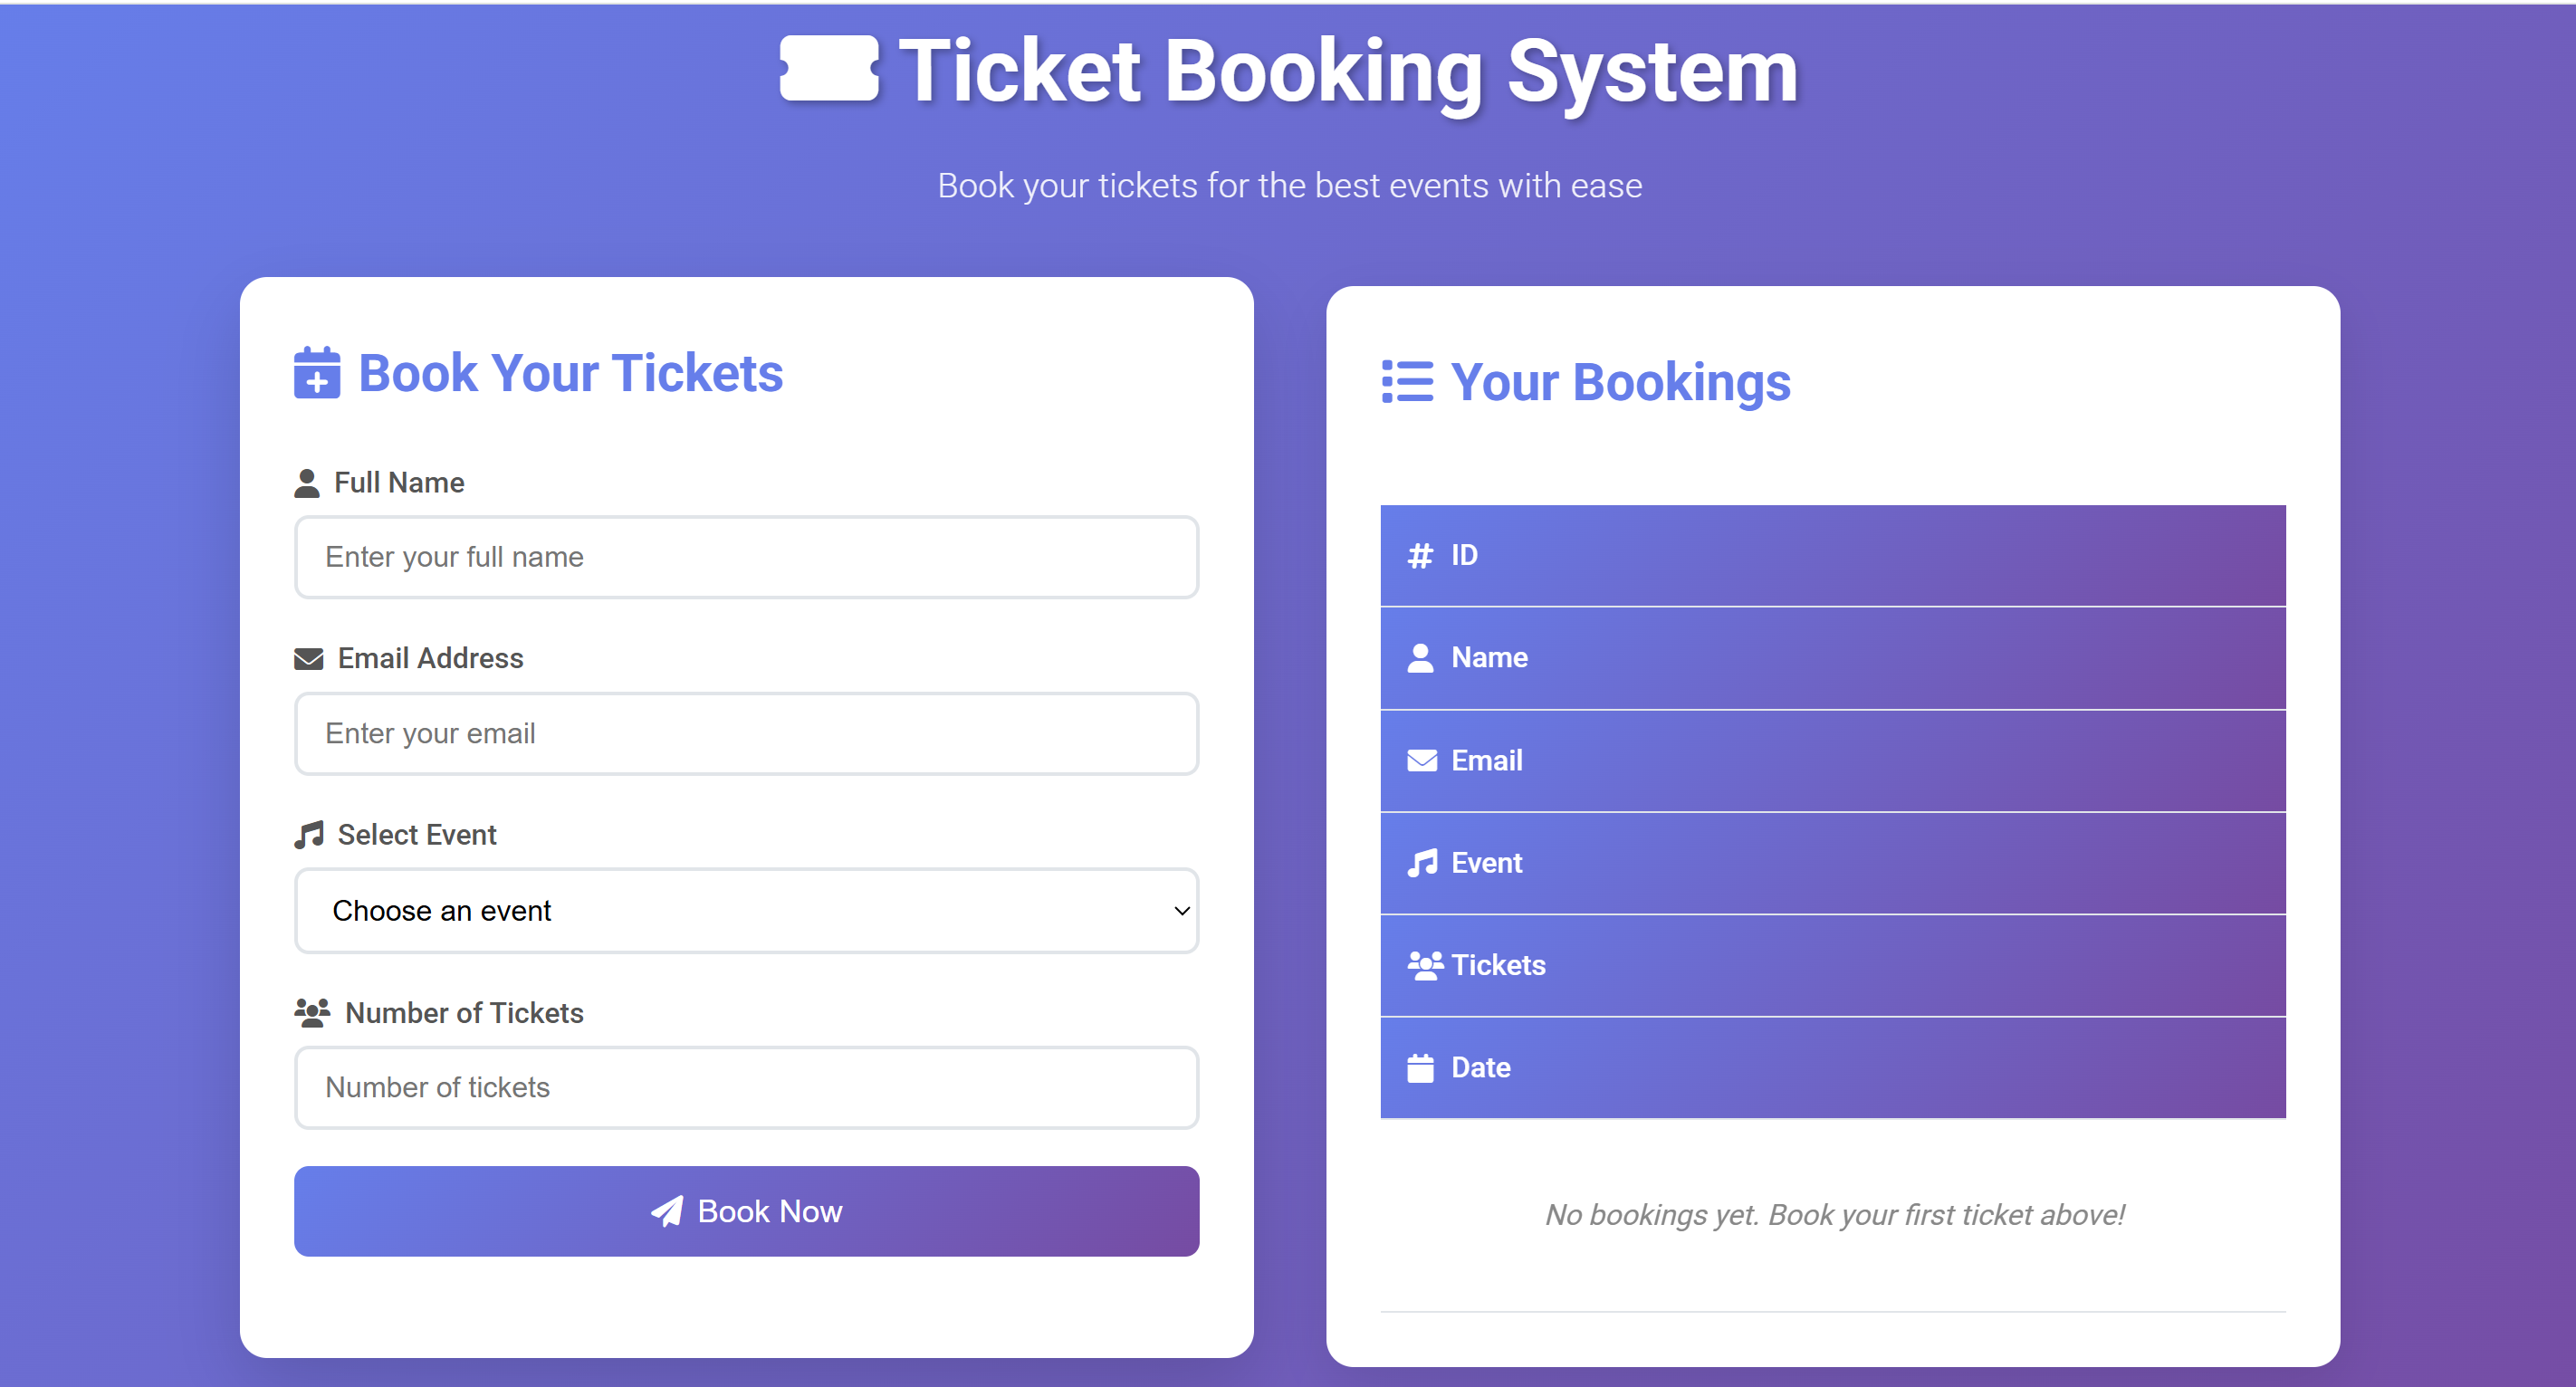 Ticket Booking System
Book your tickets for the best events with ease
Book Your Tickets
Full Name
Enter your full name
Email Address
Enter your email
Select Event
Choose an event
Number of Tickets
Number of tickets
Book Now
Your Bookings
# ID
Name
Email
Event
Tickets
Date
No bookings yet. Book your first ticket above!